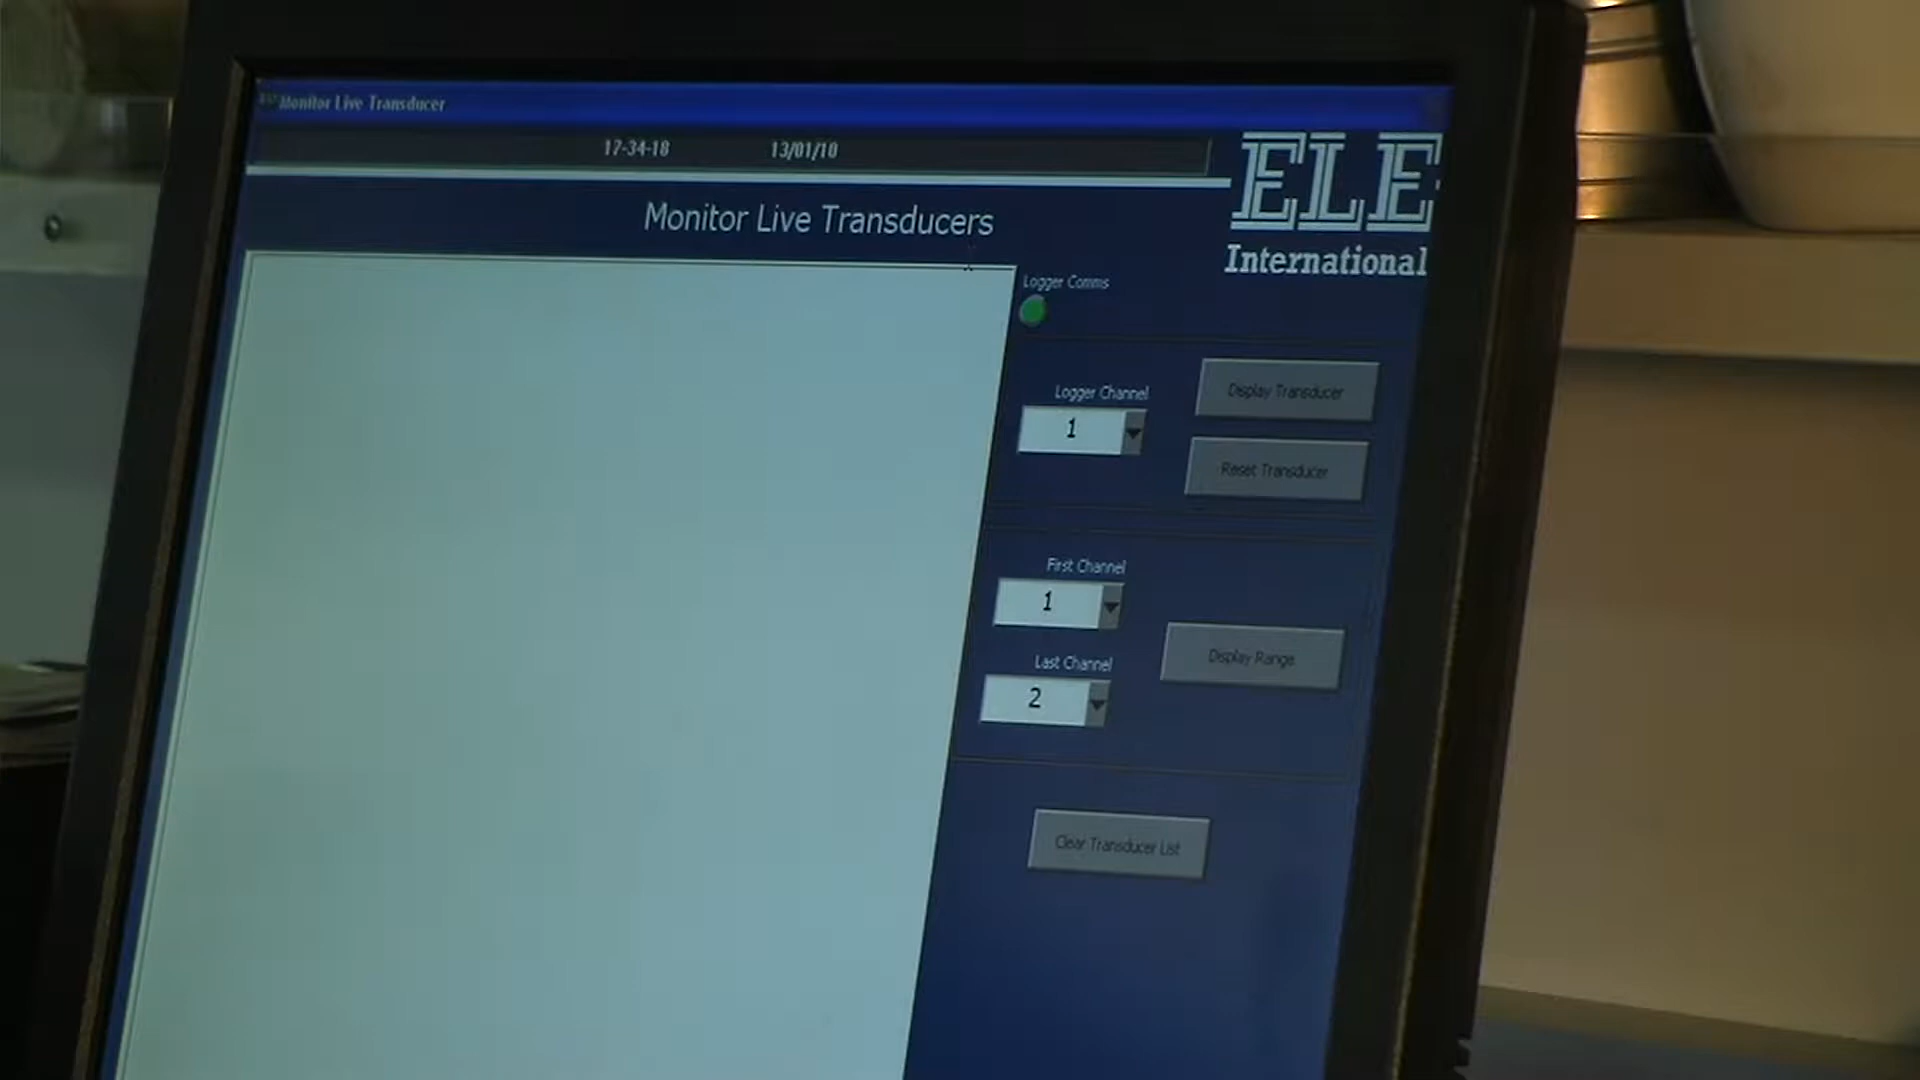 Monitor Live Transducer
17-34-18 13/01/10
ELE
International
Monitor Live Transducers
Logger Comms
Logger Channel
1
Display Transducer
Reset Transducer
First Channel
1
Last Channel
2
Display Range
Clear Transducer List